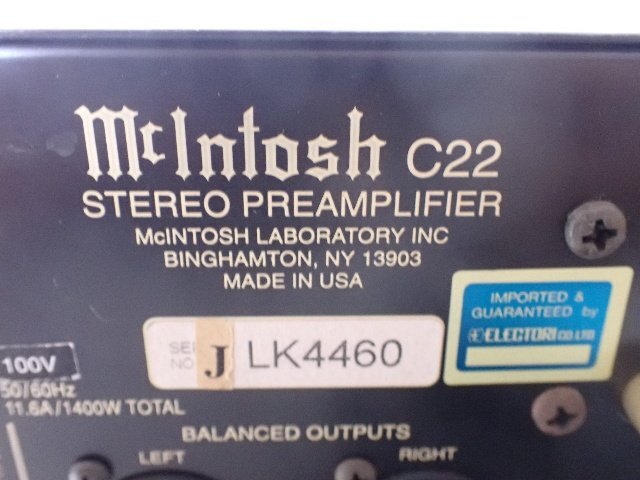 McIntosh C22
STEREO PREAMPLIFIER
McINTOSH LABORATORY INC
BINGHAMTON, NY 13903
MADE IN USA
IMPORTED &
GUARANTEED by
ELECTORI CO.,LTD.
SER
NO. J LK4460
100V
50/60Hz
11.6A/1400W TOTAL
BALANCED OUTPUTS
LEFT RIGHT